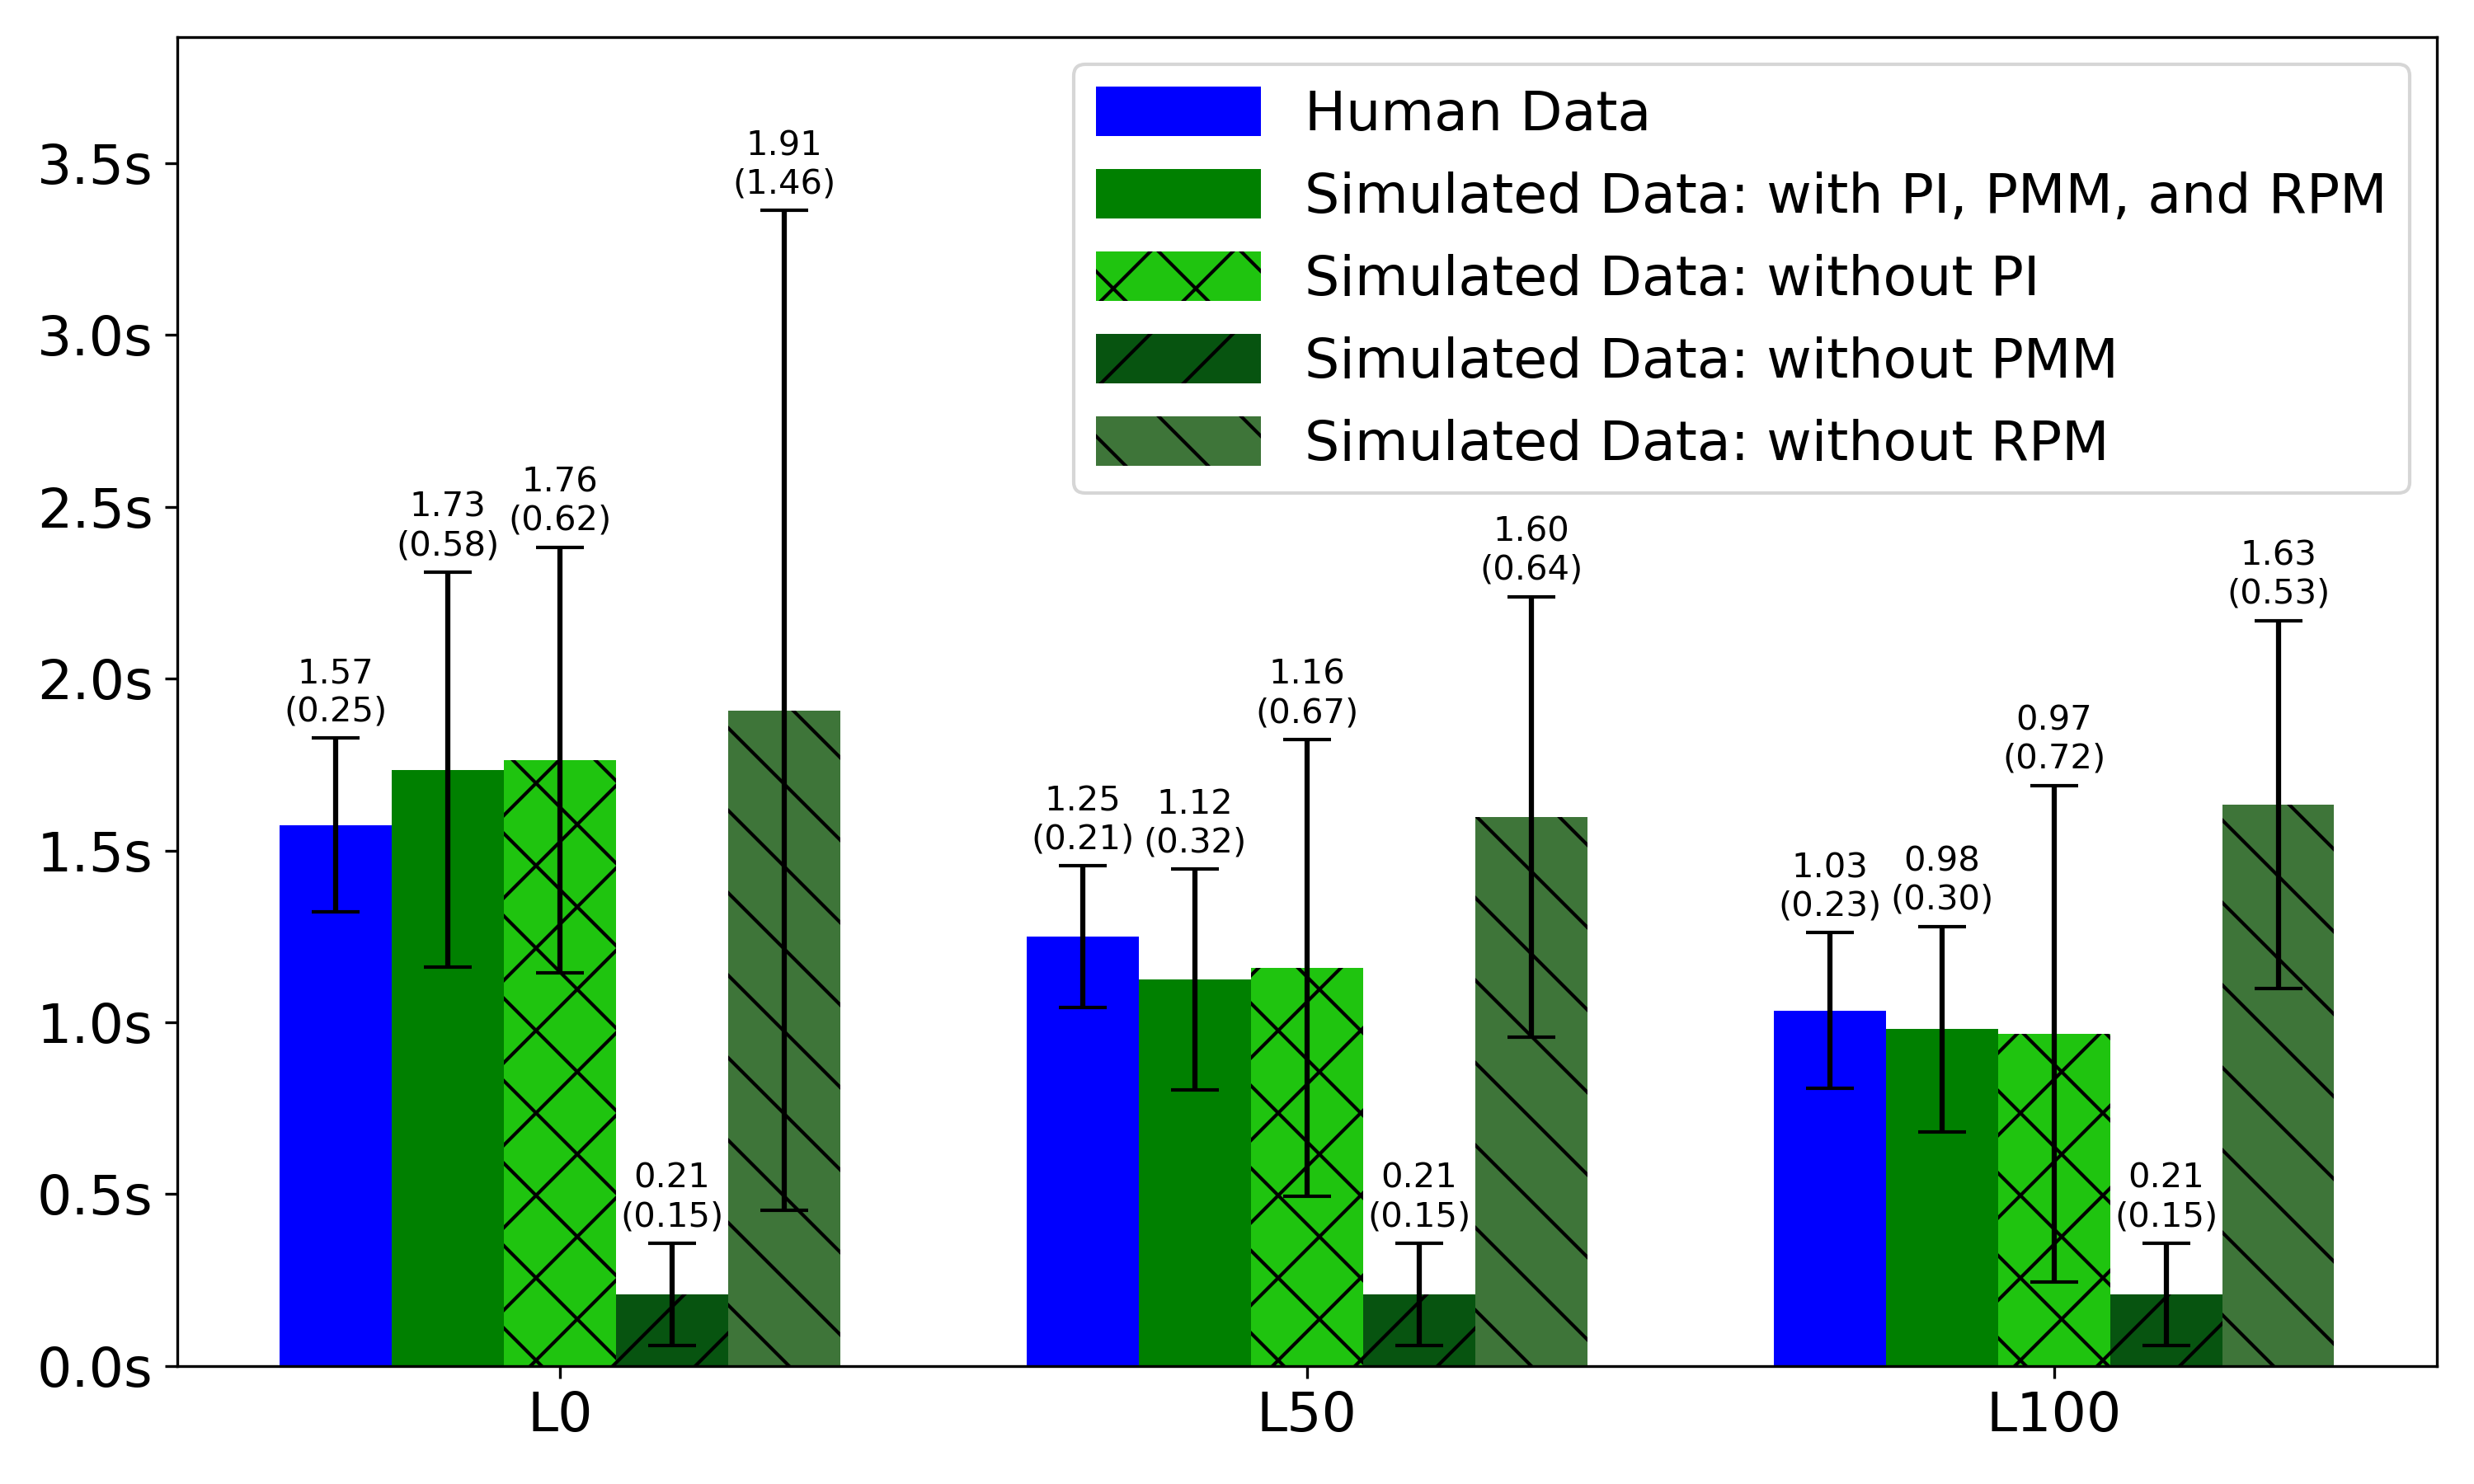 Human Data
Simulated Data: with PI, PMM, and RPM
Simulated Data: without PI
Simulated Data: without PMM
Simulated Data: without RPM
3.5s
3.0s
2.5s
2.0s
1.5s
1.0s
0.5s
0.0s
1.57
(0.25)
1.73
(0.58)
1.76
(0.62)
0.21
(0.15)
1.91
(1.46)
1.25
(0.21)
1.12
(0.32)
1.16
(0.67)
0.21
(0.15)
1.60
(0.64)
1.03
(0.23)
0.98
(0.30)
0.97
(0.72)
0.21
(0.15)
1.63
(0.53)
L0
L50
L100